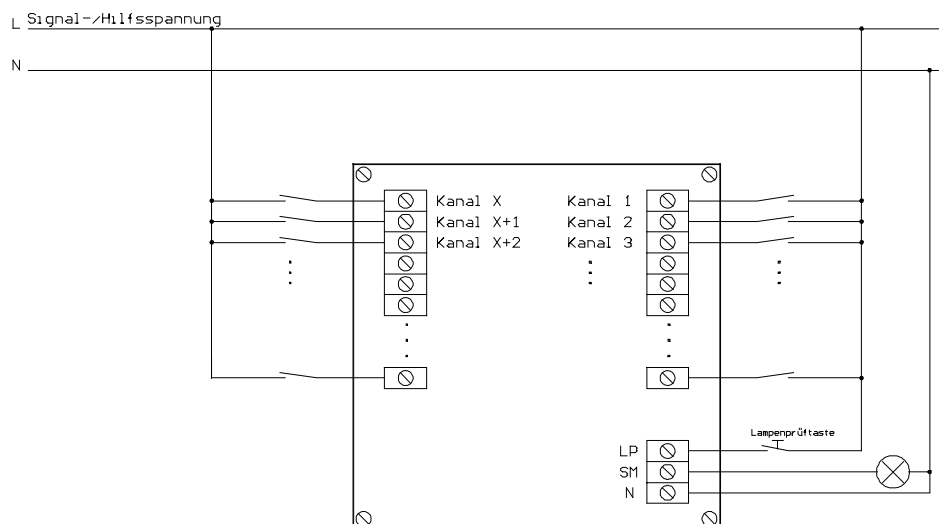 L Signal-/Hilfsspannung
N
Kanal X Kanal 1
Kanal X+1 Kanal 2
Kanal X+2 Kanal 3
Lampenprüftaste
LP
SM
N